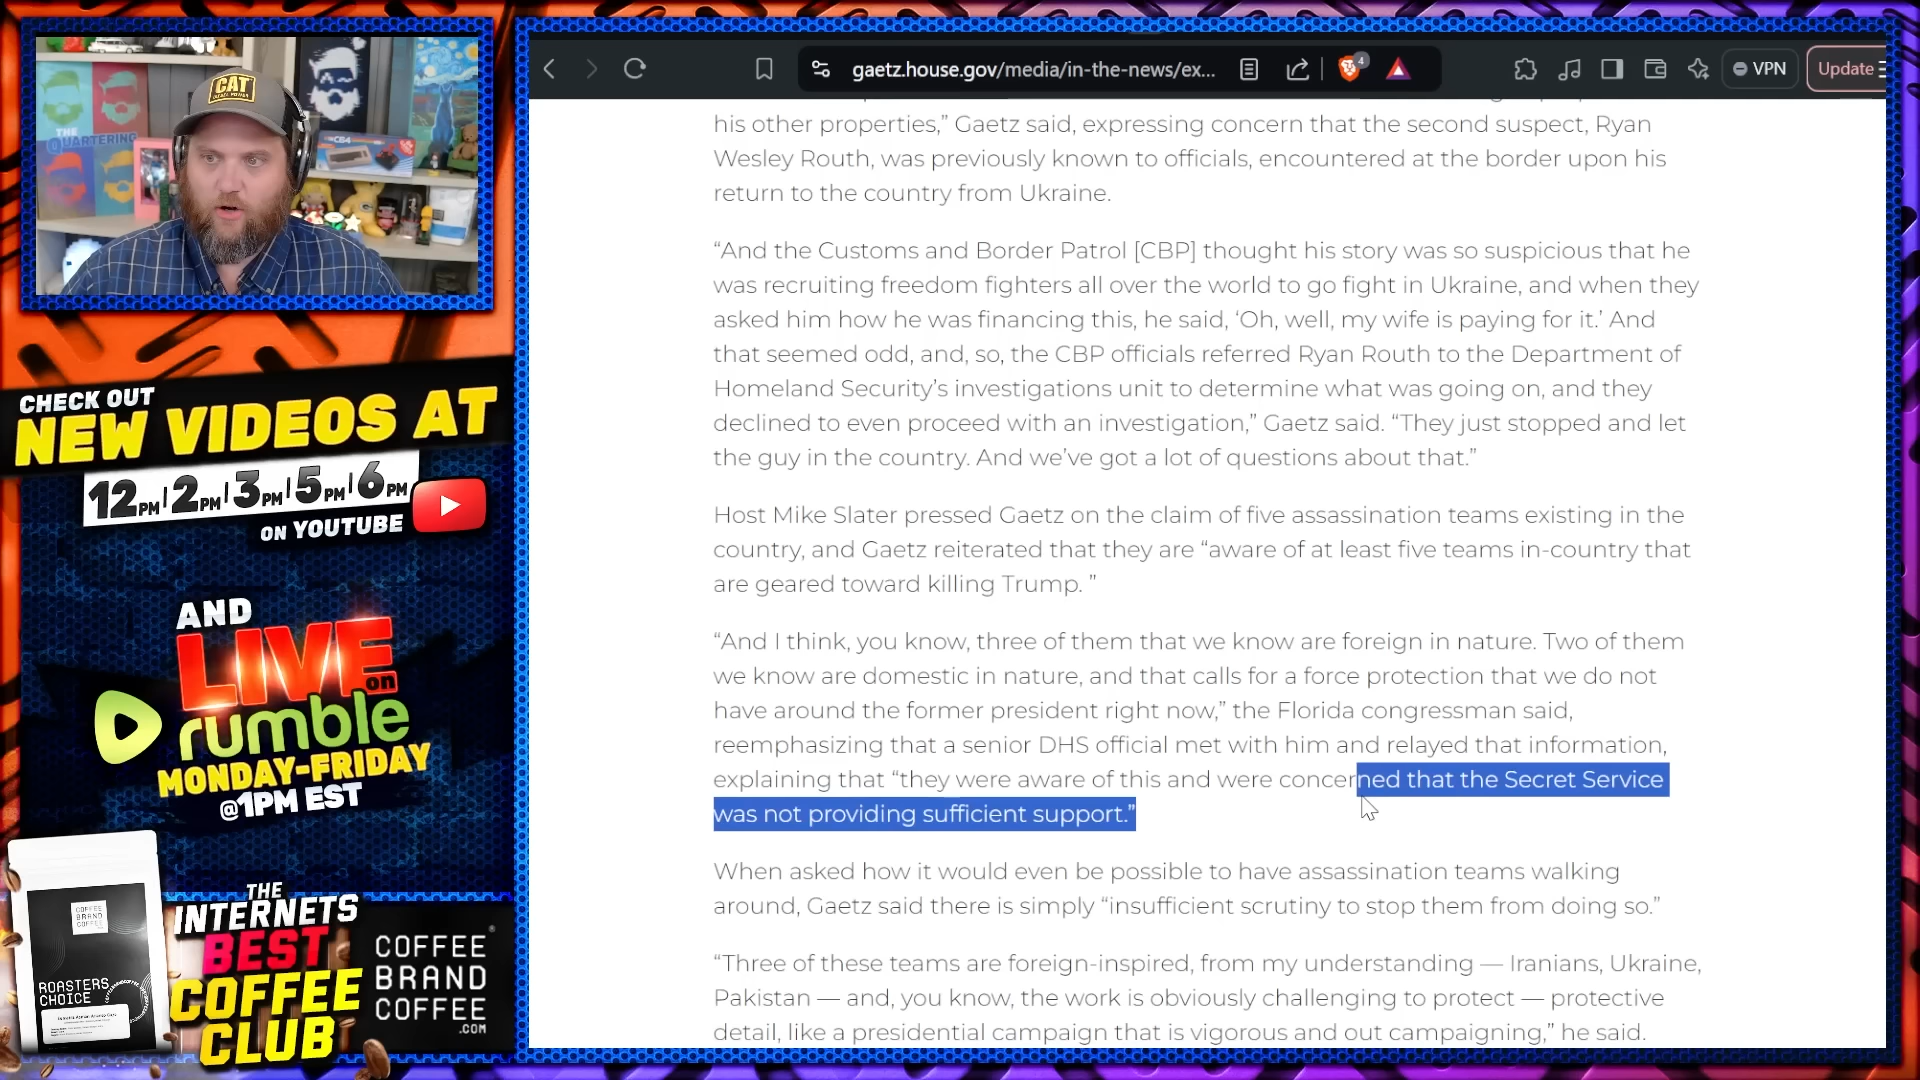 CAT
DIESEL POWER
THE
QUARTERING
CHECK OUT
NEW VIDEOS AT
12PM | 2PM | 3PM | 5PM | 6PM
ON YOUTUBE
AND
LIVE
on
rumble
MONDAY-FRIDAY
@1PM EST
COFFEE
BRAND
COFFEE
ROASTERS
CHOICE
THE
INTERNETS
BEST
COFFEE
CLUB
COFFEE
BRAND
COFFEE
.COM
gaetz.house.gov/media/in-the-news/ex...
4
VPN
Update
his other properties,” Gaetz said, expressing concern that the second suspect, Ryan
Wesley Routh, was previously known to officials, encountered at the border upon his
return to the country from Ukraine.
“And the Customs and Border Patrol [CBP] thought his story was so suspicious that he
was recruiting freedom fighters all over the world to go fight in Ukraine, and when they
asked him how he was financing this, he said, ‘Oh, well, my wife is paying for it.’ And
that seemed odd, and, so, the CBP officials referred Ryan Routh to the Department of
Homeland Security’s investigations unit to determine what was going on, and they
declined to even proceed with an investigation,” Gaetz said. “They just stopped and let
the guy in the country. And we’ve got a lot of questions about that.”
Host Mike Slater pressed Gaetz on the claim of five assassination teams existing in the
country, and Gaetz reiterated that they are “aware of at least five teams in-country that
are geared toward killing Trump. ”
“And I think, you know, three of them that we know are foreign in nature. Two of them
we know are domestic in nature, and that calls for a force protection that we do not
have around the former president right now,” the Florida congressman said,
reemphasizing that a senior DHS official met with him and relayed that information,
explaining that “they were aware of this and were concerned that the Secret Service
was not providing sufficient support.”
When asked how it would even be possible to have assassination teams walking
around, Gaetz said there is simply “insufficient scrutiny to stop them from doing so.”
“Three of these teams are foreign-inspired, from my understanding — Iranians, Ukraine,
Pakistan — and, you know, the work is obviously challenging to protect — protective
detail, like a presidential campaign that is vigorous and out campaigning,” he said.